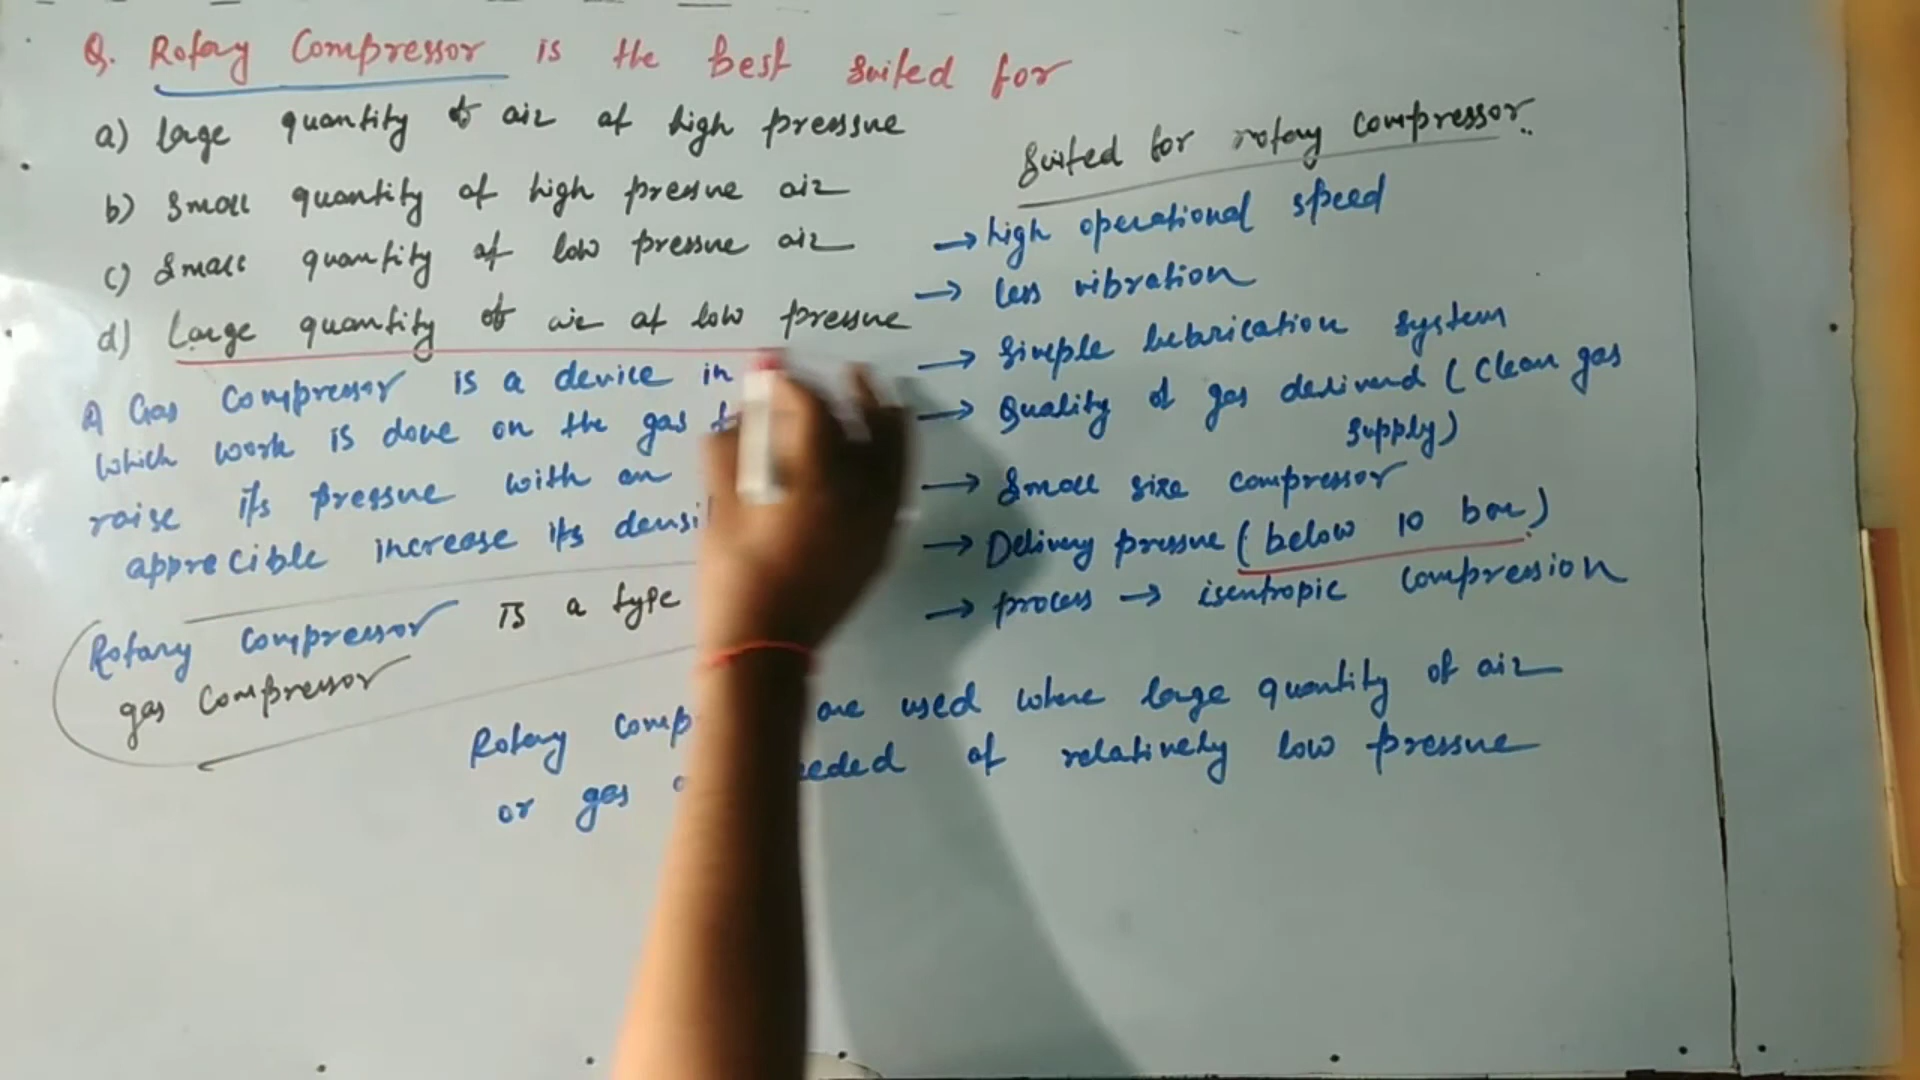 Q. Rotary Compressor is the best suited for
a) large quantity of air at high pressure
b) Small quantity of high pressure air
c) Small quantity of low pressure air
d) Large quantity of air at low pressure
A Gas Compressor is a device in
which work is done on the gas
raise its pressure with an
apprecible increase its
Rotary compressor is a type
gas compressor
Suited for rotary compressor
→ high operational speed
→ less vibration
→ Simple lubrication system
→ Quality of gas delivered (Clean gas
supply)
→ Small size compressor
→ Delivery pressure (below 10 bar)
→ process → isentropic compression
Rotary are used where large quantity of air
or gas at relatively low pressure